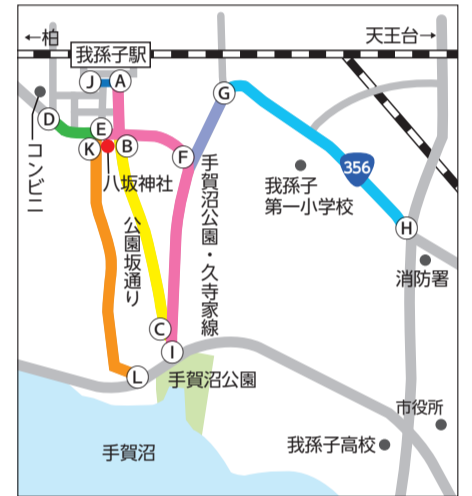 ←柏
天王台→
我孫子駅
J
A
G
D
E
K
B
F
コンビニ
八坂神社
356
我孫子
第一小学校
手賀沼公園・久寺家線
公園坂通り
H
消防署
C
I
L
手賀沼公園
市役所
手賀沼
我孫子高校